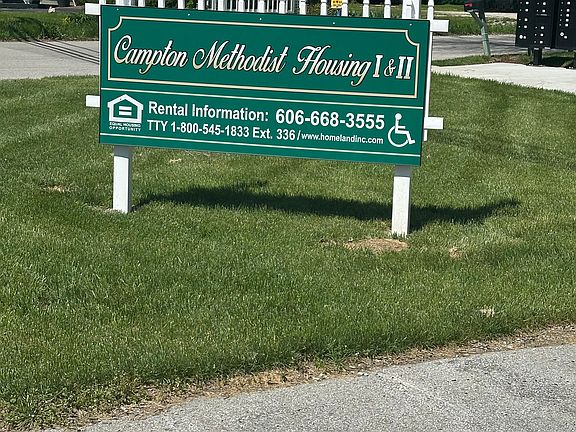 Campton Methodist Housing I & II
Rental Information: 606-668-3555
EQUAL HOUSING
OPPORTUNITY
TTY 1-800-545-1833 Ext. 336 / www.homelandinc.com